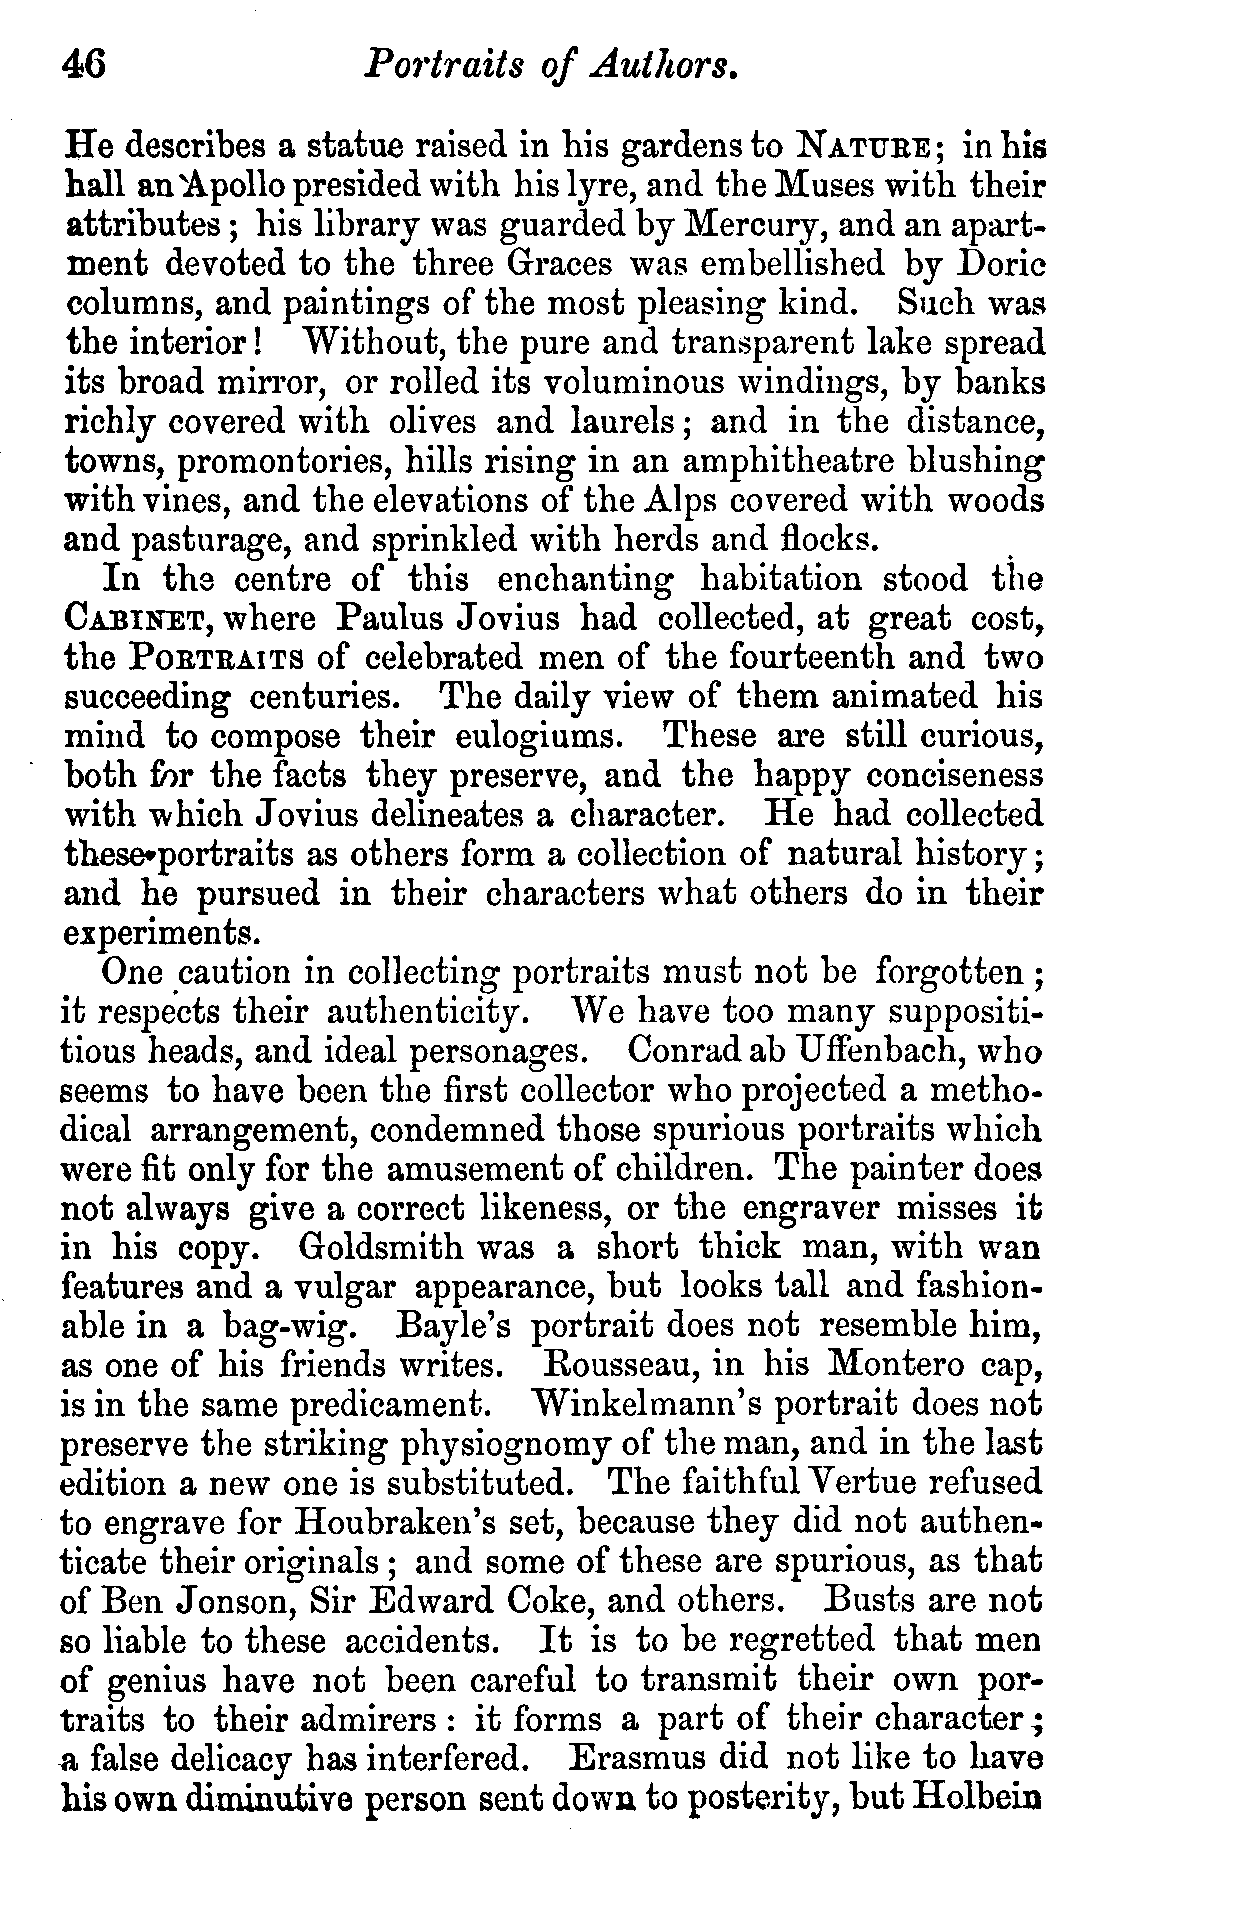 46 Portraits of Authors.
He describes a statue raised in his gardens to NATURE; in his
hall an Apollo presided with his lyre, and the Muses with their
attributes; his library was guarded by Mercury, and an apart-
ment devoted to the three Graces was embellished by Doric
columns, and paintings of the most pleasing kind. Such was
the interior! Without, the pure and transparent lake spread
its broad mirror, or rolled its voluminous windings, by banks
richly covered with olives and laurels; and in the distance,
towns, promontories, hills rising in an amphitheatre blushing
with vines, and the elevations of the Alps covered with woods
and pasturage, and sprinkled with herds and flocks.
In the centre of this enchanting habitation stood the
CABINET, where Paulus Jovius had collected, at great cost,
the PORTRAITS of celebrated men of the fourteenth and two
succeeding centuries. The daily view of them animated his
mind to compose their eulogiums. These are still curious,
both for the facts they preserve, and the happy conciseness
with which Jovius delineates a character. He had collected
these portraits as others form a collection of natural history;
and he pursued in their characters what others do in their
experiments.
One caution in collecting portraits must not be forgotten;
it respects their authenticity. We have too many suppositi-
tious heads, and ideal personages. Conrad ab Uffenbach, who
seems to have been the first collector who projected a metho-
dical arrangement, condemned those spurious portraits which
were fit only for the amusement of children. The painter does
not always give a correct likeness, or the engraver misses it
in his copy. Goldsmith was a short thick man, with wan
features and a vulgar appearance, but looks tall and fashion-
able in a bag-wig. Bayle's portrait does not resemble him,
as one of his friends writes. Rousseau, in his Montero cap,
is in the same predicament. Winkelmann's portrait does not
preserve the striking physiognomy of the man, and in the last
edition a new one is substituted. The faithful Vertue refused
to engrave for Houbraken's set, because they did not authen-
ticate their originals; and some of these are spurious, as that
of Ben Jonson, Sir Edward Coke, and others. Busts are not
so liable to these accidents. It is to be regretted that men
of genius have not been careful to transmit their own por-
traits to their admirers: it forms a part of their character;
a false delicacy has interfered. Erasmus did not like to have
his own diminutive person sent down to posterity, but Holbein